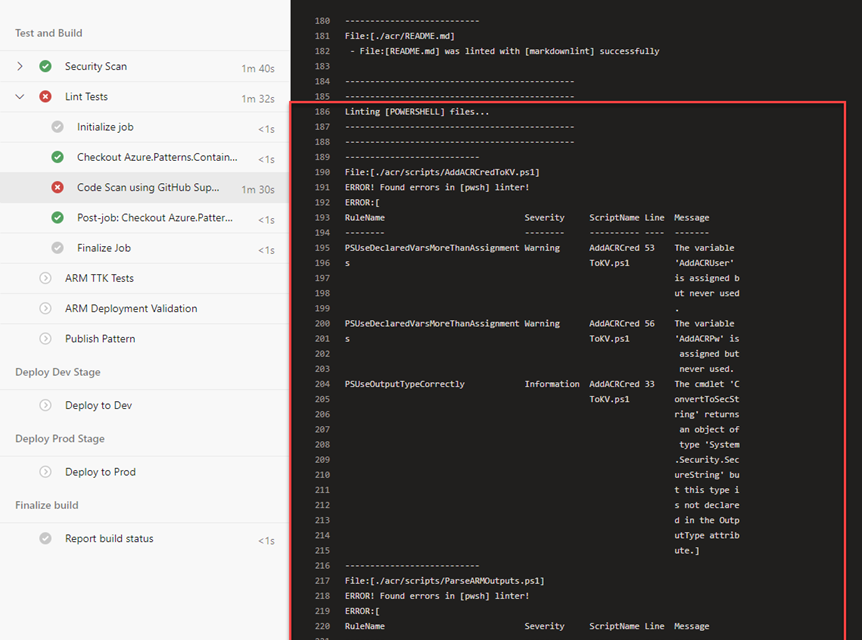 Test and Build
Security Scan 1m 40s
Lint Tests 1m 32s
Initialize job <1s
Checkout Azure.Patterns.Contain... <1s
Code Scan using GitHub Sup... 1m 30s
Post-job: Checkout Azure.Patter... <1s
Finalize Job <1s
ARM TTK Tests
ARM Deployment Validation
Publish Pattern
Deploy Dev Stage
Deploy to Dev
Deploy Prod Stage
Deploy to Prod
Finalize build
Report build status <1s
180 ---------------------------
181 File:[./acr/README.md]
182 - File:[README.md] was linted with [markdownlint] successfully
183
184 ----------------------------------------------
185 ----------------------------------------------
186 Linting [POWERSHELL] files...
187 ----------------------------------------------
188 ----------------------------------------------
189 ---------------------------
190 File:[./acr/scripts/AddACRCredToKV.ps1]
191 ERROR! Found errors in [pwsh] linter!
192 ERROR:[
193 RuleName Severity ScriptName Line Message
194 -------- -------- ---------- ---- -------
195 PSUseDeclaredVarsMoreThanAssignment Warning AddACRCred 53 The variable
196 s ToKV.ps1 'AddACRUser'
197 is assigned b
198 ut never used
199 .
200 PSUseDeclaredVarsMoreThanAssignment Warning AddACRCred 56 The variable
201 s ToKV.ps1 'AddACRPw' is
202 assigned but
203 never used.
204 PSUseOutputTypeCorrectly Information AddACRCred 33 The cmdlet 'C
205 ToKV.ps1 onvertToSecSt
206 ring' returns
207 an object of
208 type 'System
209 .Security.Sec
210 ureString' bu
211 t this type i
212 s not declare
213 d in the Outp
214 utType attrib
215 ute.]
216 ---------------------------
217 File:[./acr/scripts/ParseARMOutputs.ps1]
218 ERROR! Found errors in [pwsh] linter!
219 ERROR:[
220 RuleName Severity ScriptName Line Message